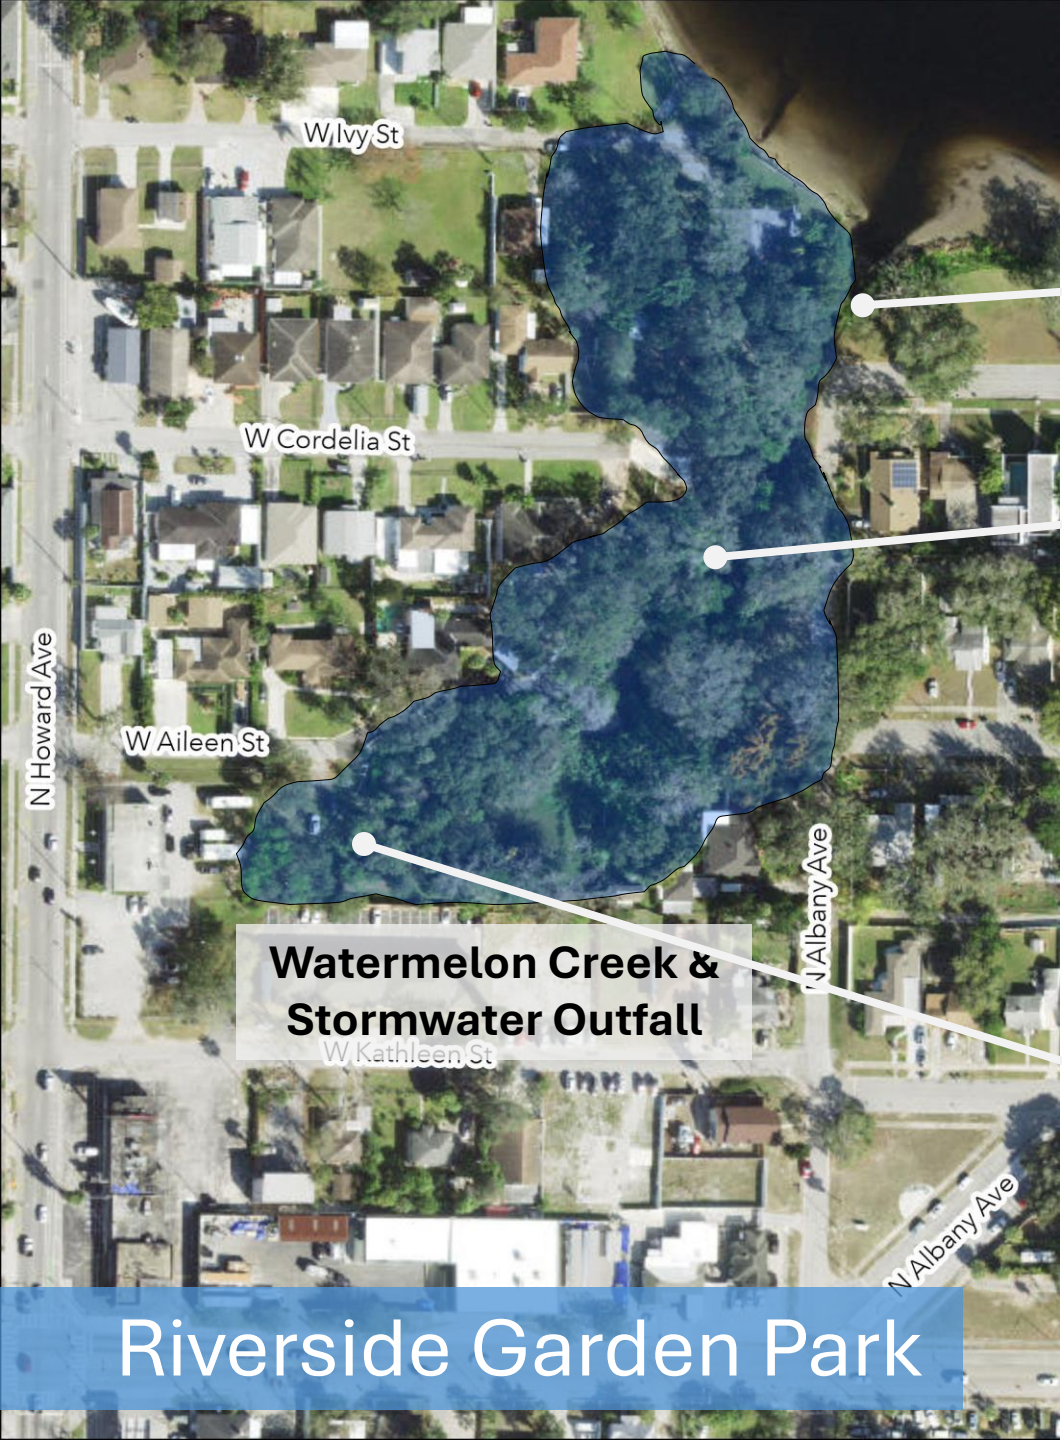 W Ivy St
W Cordelia St
N Howard Ave
W Aileen St
N Albany Ave
Watermelon Creek &
Stormwater Outfall
W Kathleen St
N Albany Ave
Riverside Garden Park